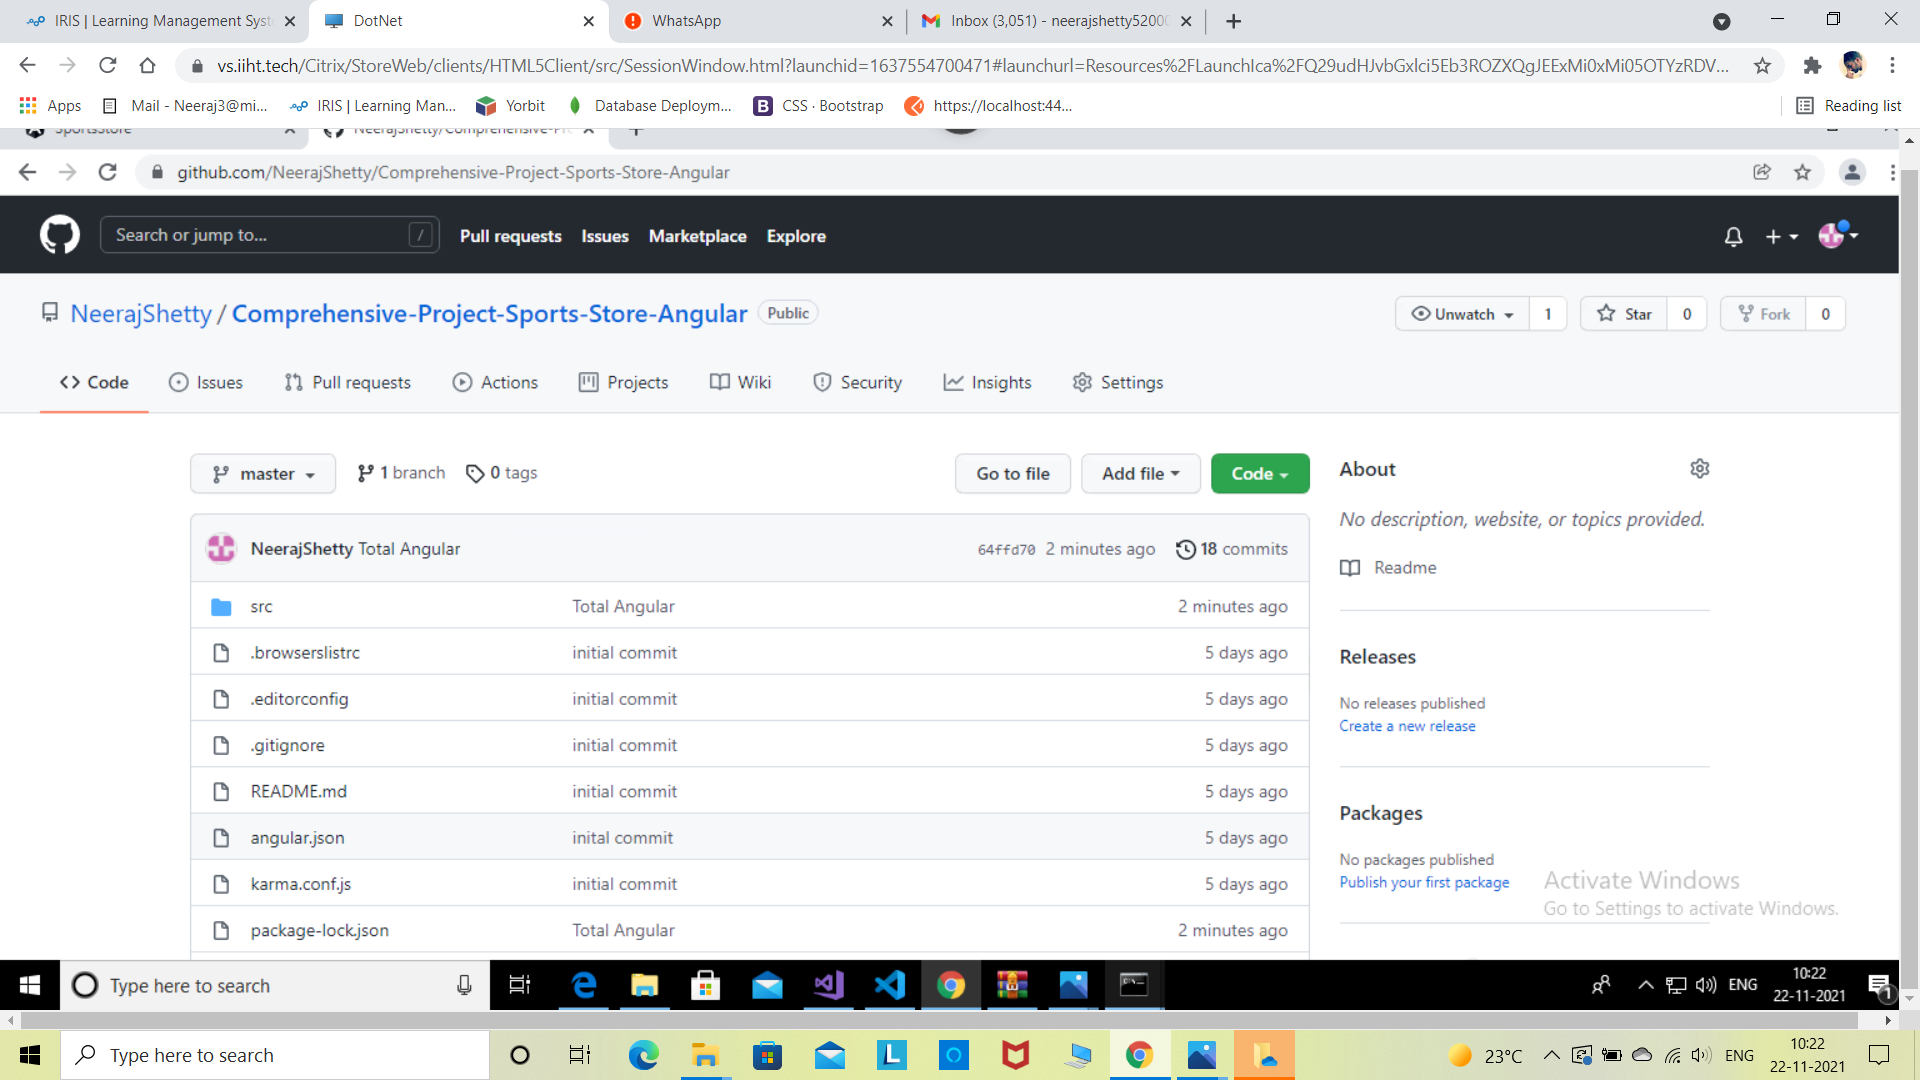 IRIS | Learning Management Syst
DotNet
WhatsApp
Inbox (3,051) - neerajshetty52000
vs.iiht.tech/Citrix/StoreWeb/clients/HTML5Client/src/SessionWindow.html?launchid=1637554700471#launchurl=Resources%2FLaunchIca%2FQ29udHJvbGxlci5Eb3ROZXQgJEExMi0xMi05OTYzRDV...
Apps
Mail - Neeraj3@mi...
IRIS | Learning Man...
Yorbit
Database Deploym...
B CSS · Bootstrap
https://localhost:44...
Reading list
SportsStore
NeerajShetty/Comprehensive-Pro
github.com/NeerajShetty/Comprehensive-Project-Sports-Store-Angular
Search or jump to... /
Pull requests Issues Marketplace Explore
NeerajShetty / Comprehensive-Project-Sports-Store-Angular Public
Unwatch 1 Star 0 Fork 0
Code Issues Pull requests Actions Projects Wiki Security Insights Settings
master 1 branch 0 tags
Go to file Add file Code
About
No description, website, or topics provided.
Readme
NeerajShetty Total Angular 64ffd70 2 minutes ago 18 commits
src Total Angular 2 minutes ago
.browserslistrc initial commit 5 days ago
.editorconfig initial commit 5 days ago
.gitignore initial commit 5 days ago
README.md initial commit 5 days ago
angular.json inital commit 5 days ago
karma.conf.js initial commit 5 days ago
package-lock.json Total Angular 2 minutes ago
Releases
No releases published
Create a new release
Packages
No packages published
Publish your first package
Activate Windows
Go to Settings to activate Windows.
Type here to search
ENG
10:22
22-11-2021
1
Type here to search
L
23°C
ENG
10:22
22-11-2021